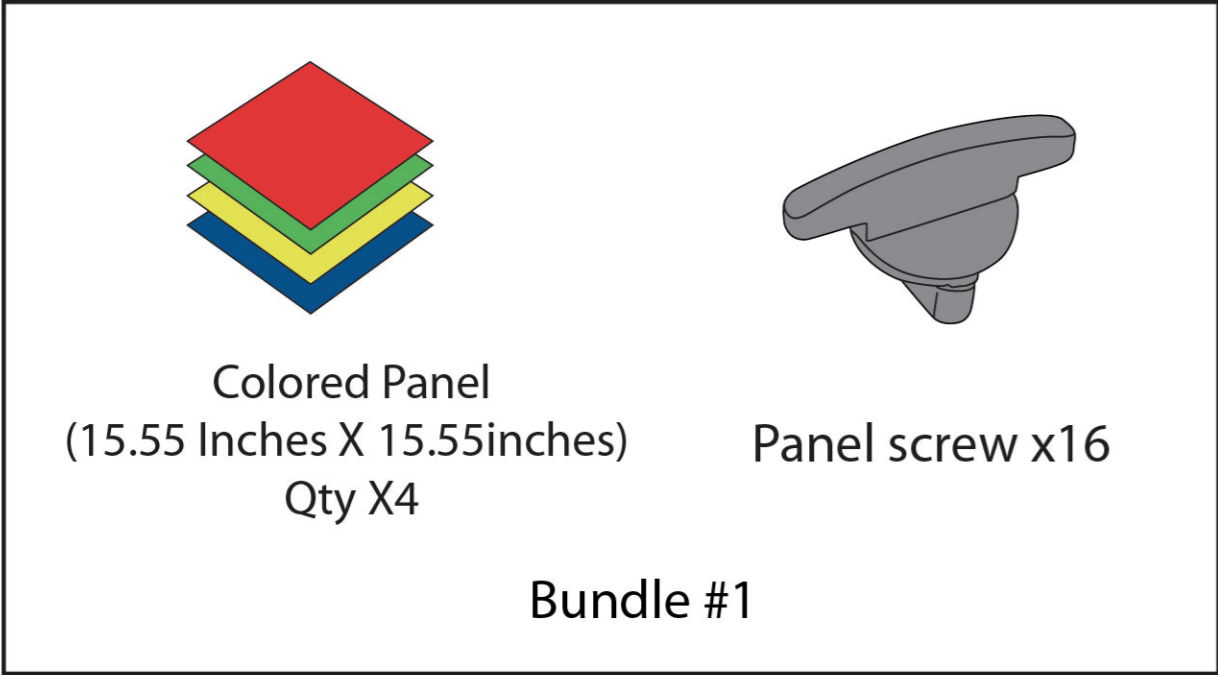 Colored Panel
(15.55 Inches X 15.55inches)
Qty X4
Panel screw x16
Bundle #1